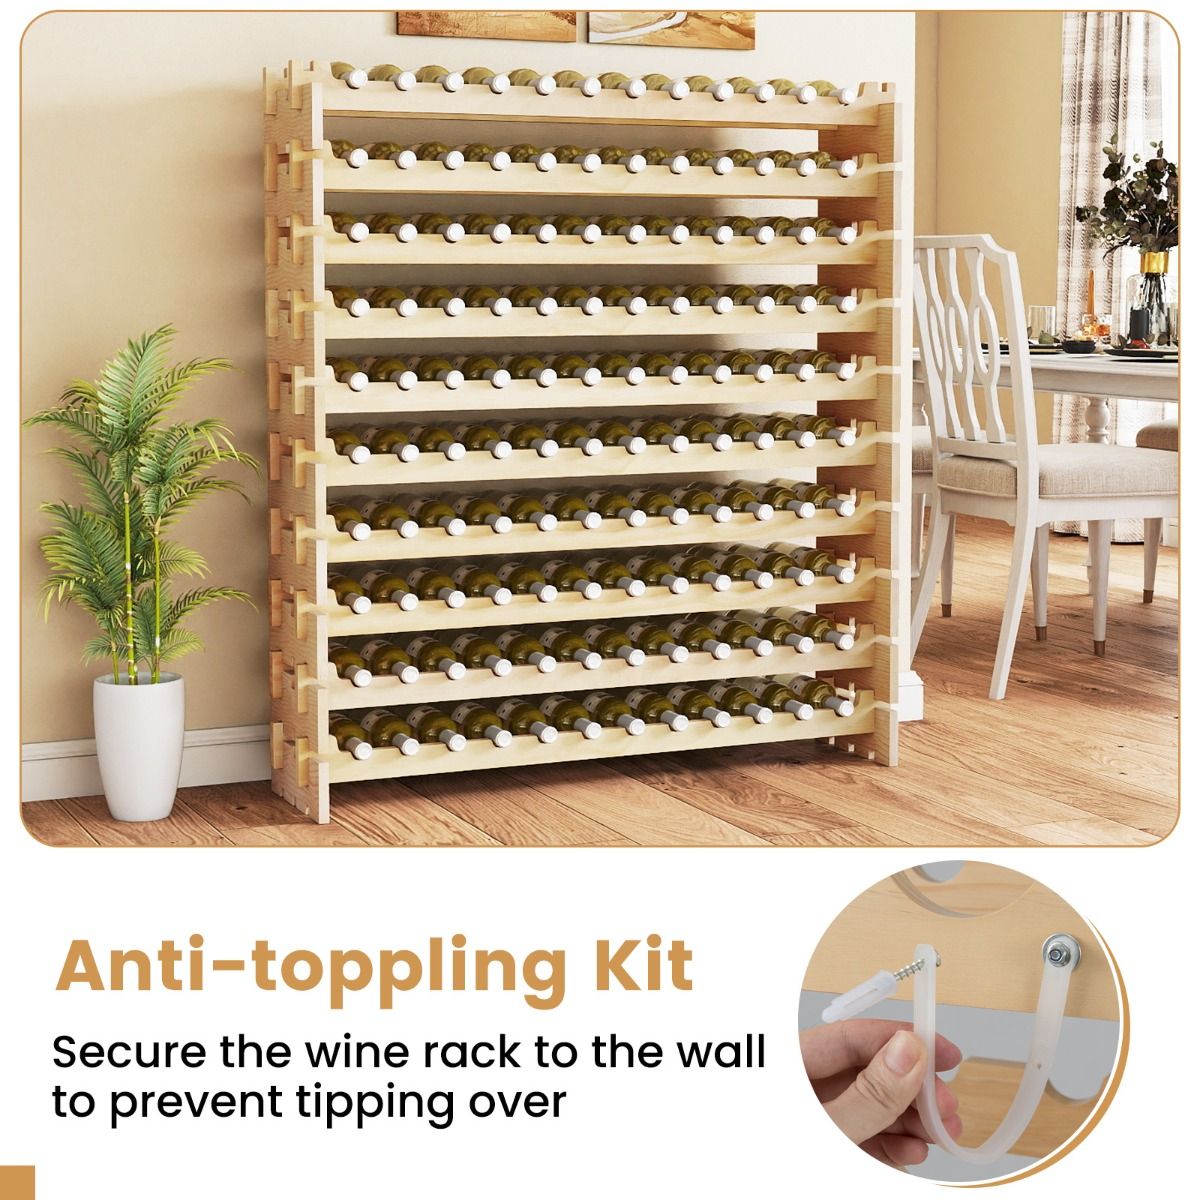 Anti-toppling Kit
Secure the wine rack to the wall
to prevent tipping over